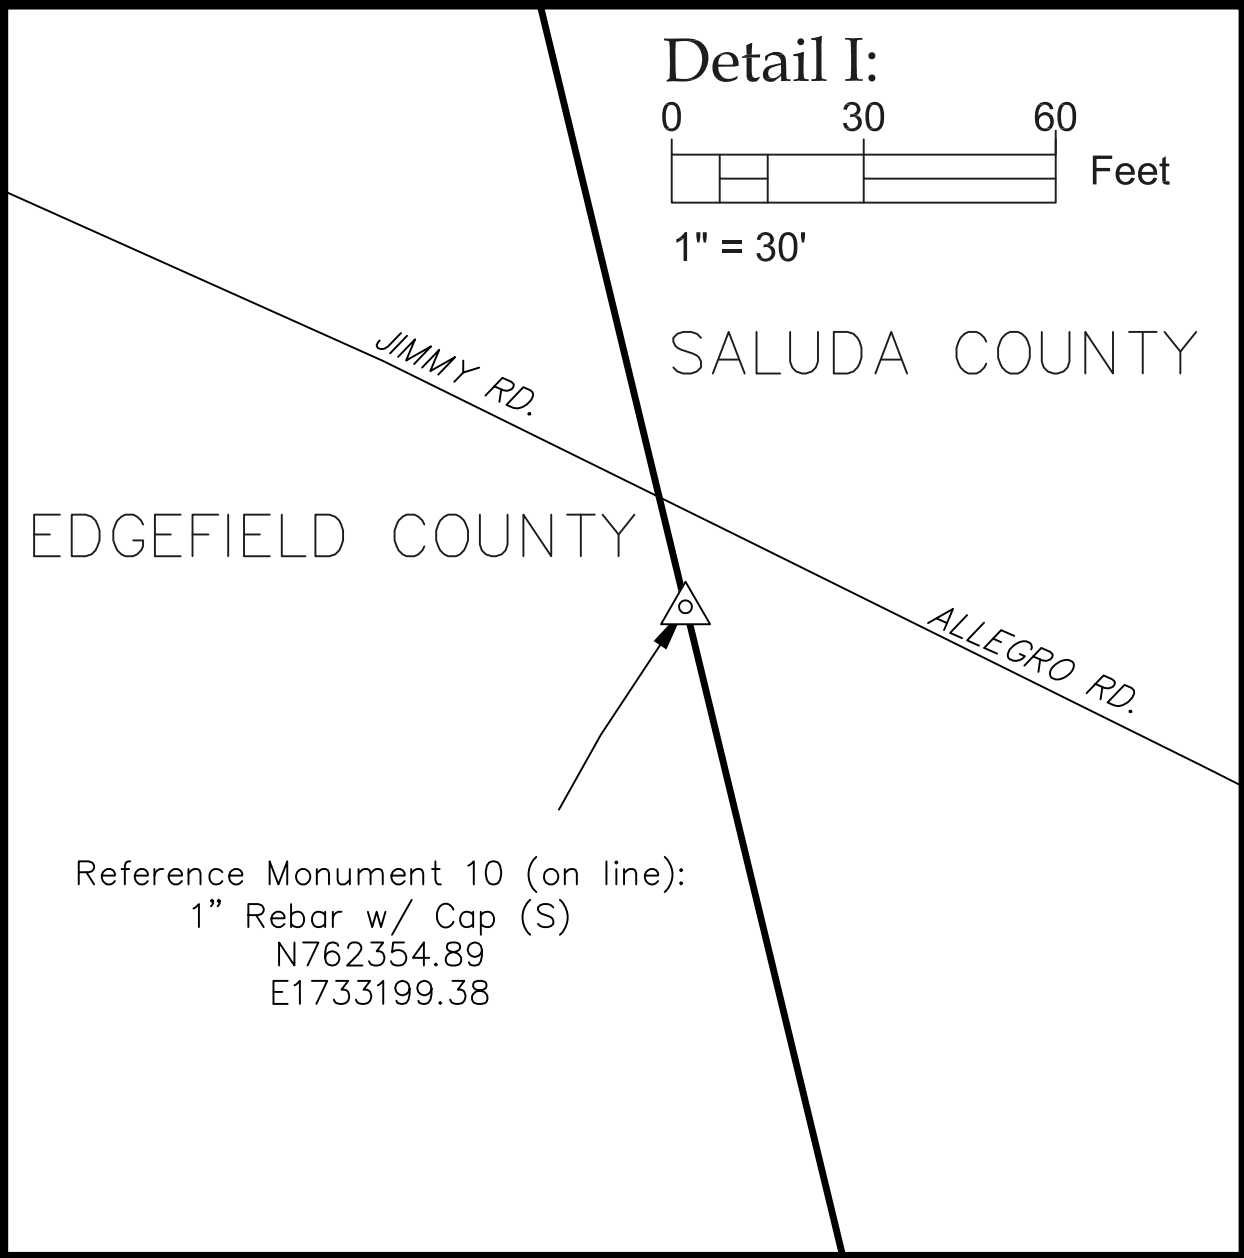 Detail I:
0 30 60
Feet
1" = 30'
SALUDA COUNTY
JIMMY RD.
EDGEFIELD COUNTY
ALLEGRO RD.
Reference Monument 10 (on line):
1” Rebar w/ Cap (S)
N762354.89
E1733199.38